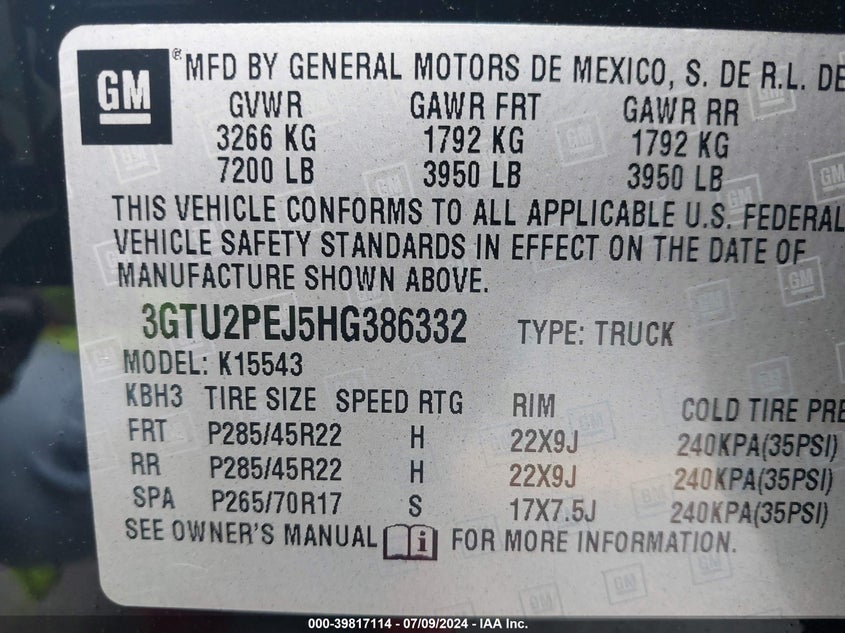 GM ® MFD BY GENERAL MOTORS DE MEXICO, S. DE R.L. DE
GVWR GAWR FRT GAWR RR
3266 KG 1792 KG 1792 KG
7200 LB 3950 LB 3950 LB
THIS VEHICLE CONFORMS TO ALL APPLICABLE U.S. FEDERAL
VEHICLE SAFETY STANDARDS IN EFFECT ON THE DATE OF
MANUFACTURE SHOWN ABOVE.
3GTU2PEJ5HG386332 TYPE: TRUCK
MODEL: K15543
KBH3 TIRE SIZE SPEED RTG RIM COLD TIRE PRE
FRT P285/45R22 H 22X9J 240KPA(35PSI)
RR P285/45R22 H 22X9J 240KPA(35PSI)
SPA P265/70R17 S 17X7.5J 240KPA(35PSI)
SEE OWNER'S MANUAL i FOR MORE INFORMATION.
000-39817114 - 07/09/2024 - IAA Inc.